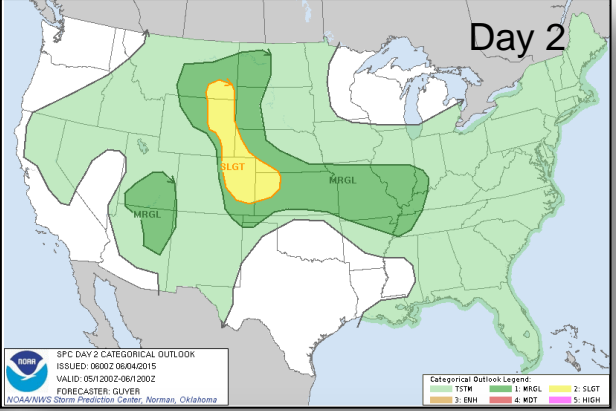 Day 2
SLGT
MRGL
MRGL
NOAA
SPC DAY 2 CATEGORICAL OUTLOOK
ISSUED: 0600Z 06/04/2015
VALID: 05/1200Z-06/1200Z
FORECASTER: GUYER
NOAA/NWS Storm Prediction Center, Norman, Oklahoma
Categorical Outlook Legend:
TSTM 1: MRGL 2: SLGT
3: ENH 4: MDT 5: HIGH